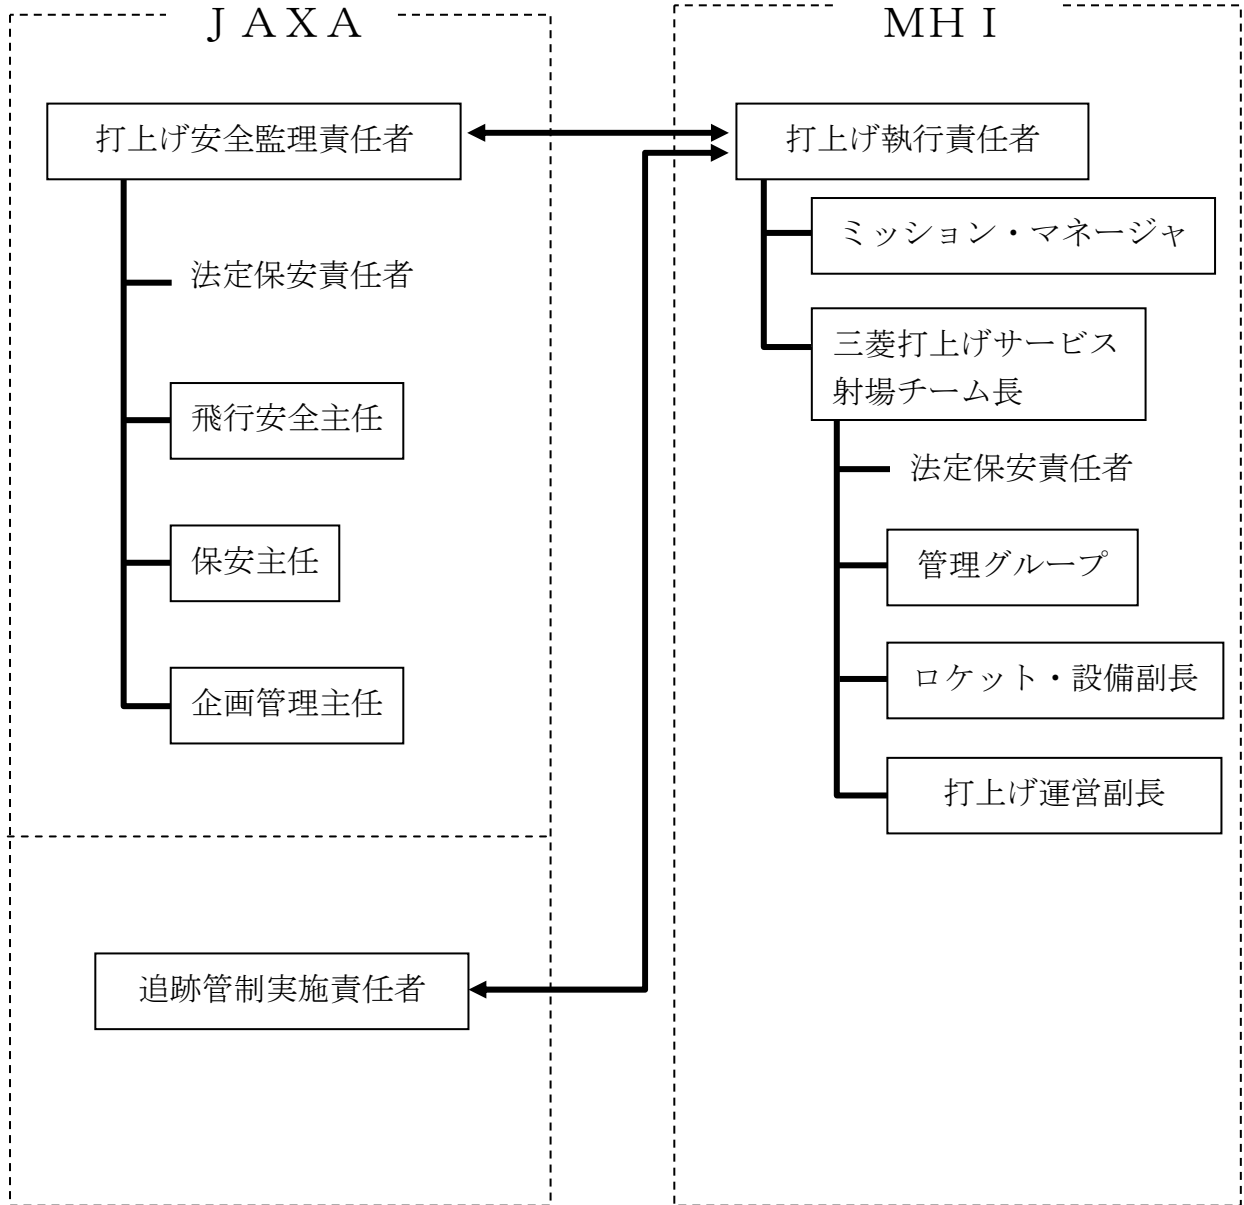 ＪＡＸＡ
打上げ安全監理責任者
法定保安責任者
飛行安全主任
保安主任
企画管理主任
追跡管制実施責任者
ＭＨＩ
打上げ執行責任者
ミッション・マネージャ
三菱打上げサービス
射場チーム長
法定保安責任者
管理グループ
ロケット・設備副長
打上げ運営副長